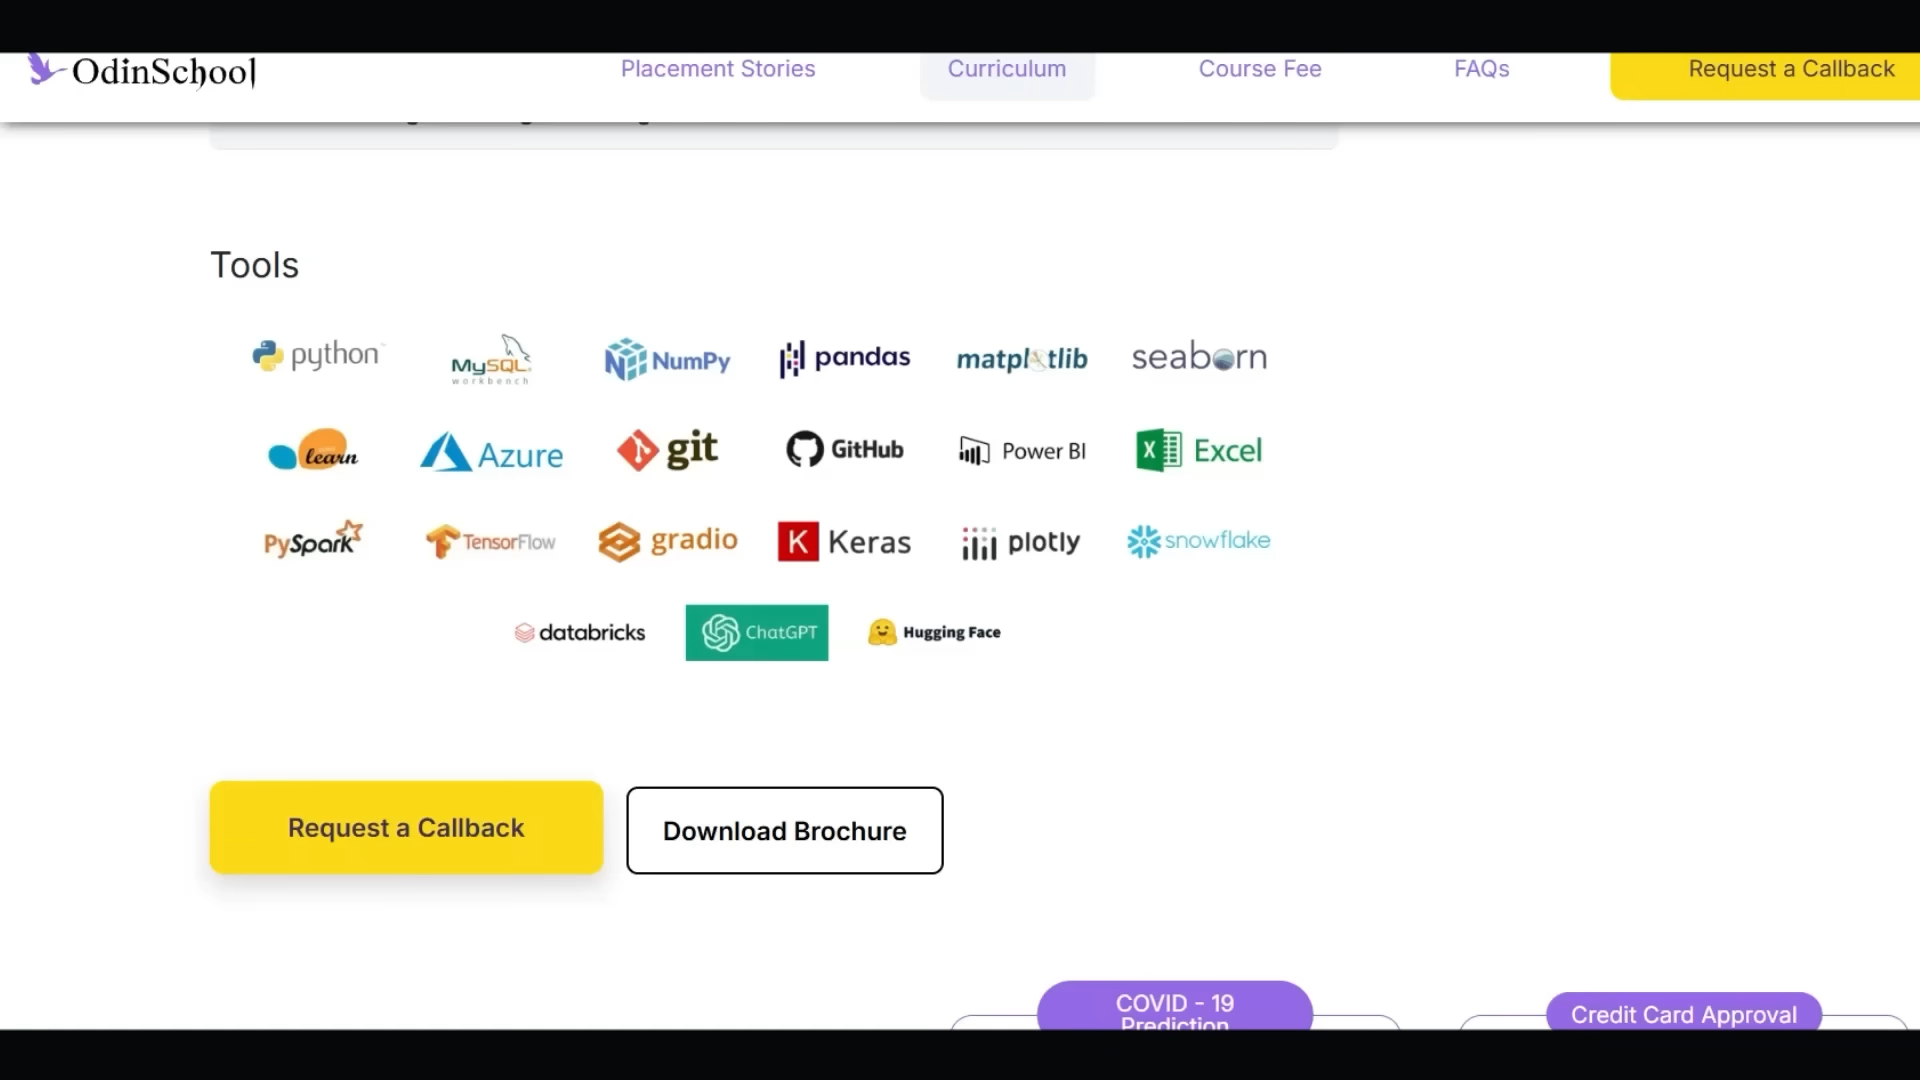 OdinSchool
Placement Stories
Curriculum
Course Fee
FAQs
Request a Callback
Tools
python
MySQL
workbench
NumPy
pandas
matplotlib
seaborn
learn
Azure
git
GitHub
Power BI
Excel
PySpark
TensorFlow
gradio
Keras
plotly
snowflake
databricks
ChatGPT
Hugging Face
Request a Callback
Download Brochure
COVID - 19
Prediction
Credit Card Approval